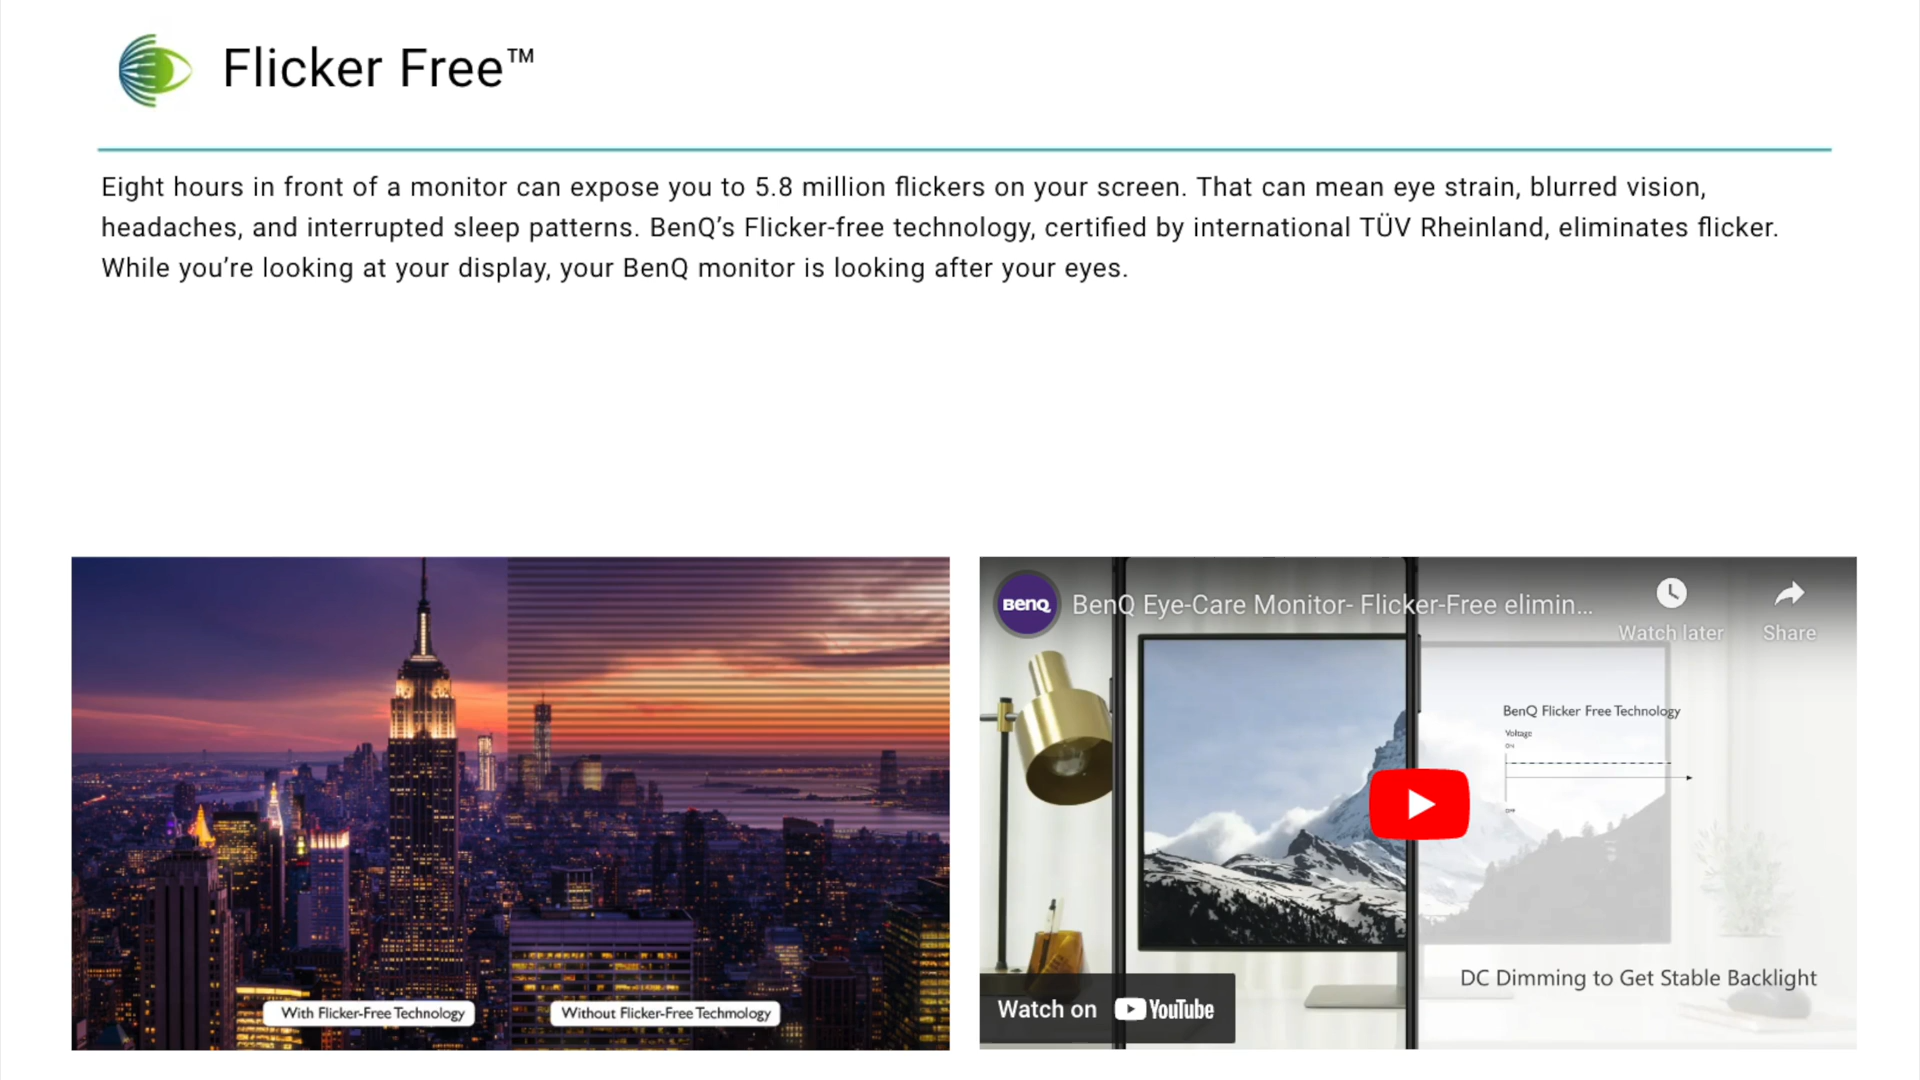 Flicker Free™
Eight hours in front of a monitor can expose you to 5.8 million flickers on your screen. That can mean eye strain, blurred vision,
headaches, and interrupted sleep patterns. BenQ’s Flicker-free technology, certified by international TÜV Rheinland, eliminates flicker.
While you’re looking at your display, your BenQ monitor is looking after your eyes.
With Flicker-Free Technology
Without Flicker-Free Techmology
BenQ
BenQ Eye-Care Monitor- Flicker-Free elimin...
Watch later
Share
BenQ Flicker Free Technology
Voltage
ON
OFF
DC Dimming to Get Stable Backlight
Watch on YouTube